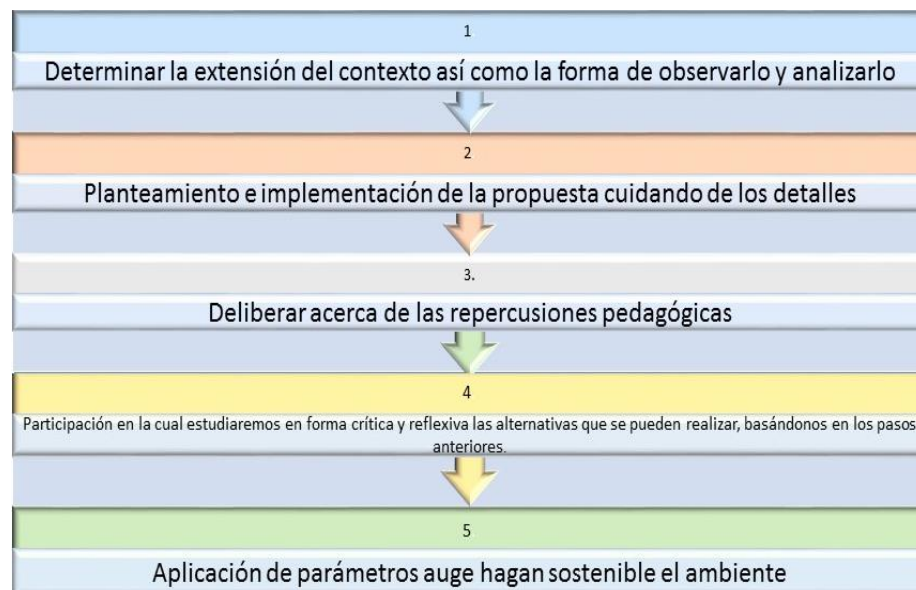 1
Determinar la extensión del contexto así como la forma de observarlo y analizarlo
2
Planteamiento e implementación de la propuesta cuidando de los detalles
3.
Deliberar acerca de las repercusiones pedagógicas
4
Participación en la cual estudiaremos en forma crítica y reflexiva las alternativas que se pueden realizar, basándonos en los pasos
anteriores.
5
Aplicación de parámetros auge hagan sostenible el ambiente